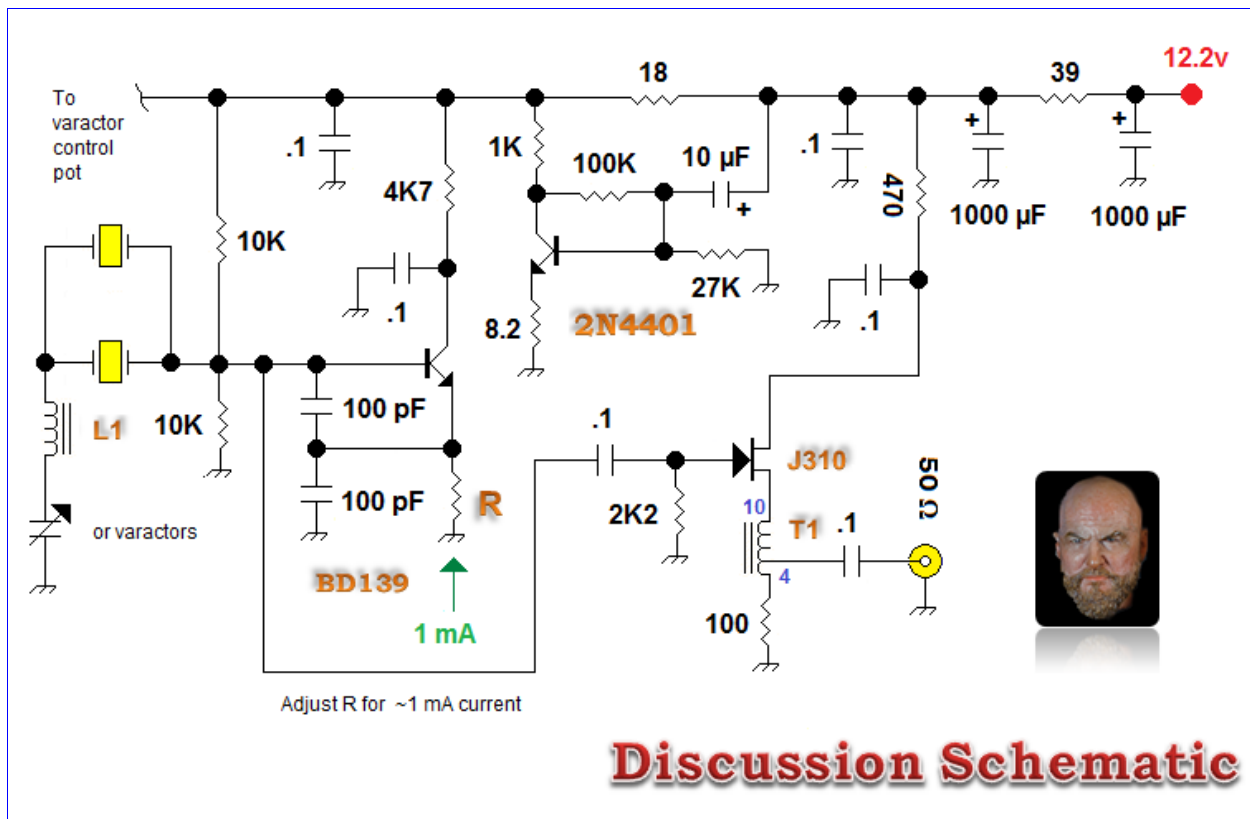 12.2v
18
39
To
varactor
control
pot
.1
1K
100K
10 µF
+
.1
470
+
1000 µF
+
1000 µF
4K7
10K
27K
.1
8.2
2N4401
.1
L1
10K
100 pF
100 pF
R
or varactors
BD139
1 mA
.1
2K2
J310
10
T1
.1
4
50 Ω
100
Adjust R for ~1 mA current
Discussion Schematic